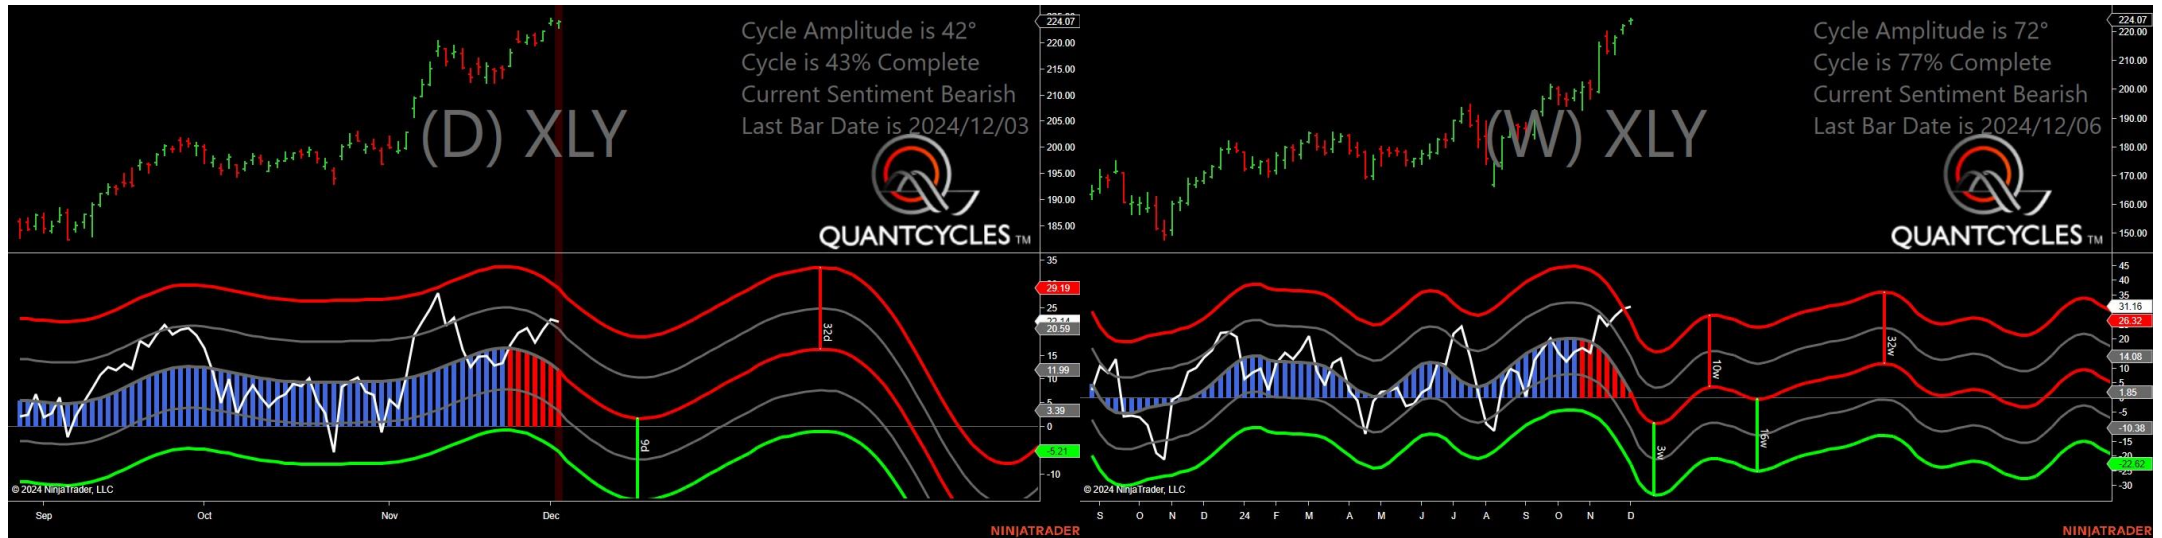 Cycle Amplitude is 42°
Cycle is 43% Complete
Current Sentiment Bearish
Last Bar Date is 2024/12/03
(D) XLY
QUANTCYCLES TM
224.07
220.00
215.00
210.00
205.00
200.00
195.00
190.00
185.00
35
29.19
25
20.59
15
11.99
10
5
3.39
0
-5.21
-10
32d
9d
© 2024 NinjaTrader, LLC
Sep Oct Nov Dec
NINJATRADER
Cycle Amplitude is 72°
Cycle is 77% Complete
Current Sentiment Bearish
Last Bar Date is 2024/12/06
(W) XLY
QUANTCYCLES TM
224.07
220.00
210.00
200.00
190.00
180.00
170.00
160.00
150.00
45
35
31.16
26.32
20
14.08
10
5
1.85
-5
-10.38
-15
-20
-22.62
-30
10w
32w
3w
16w
© 2024 NinjaTrader, LLC
S O N D 24 F M A M J J A S O N D
NINJATRADER